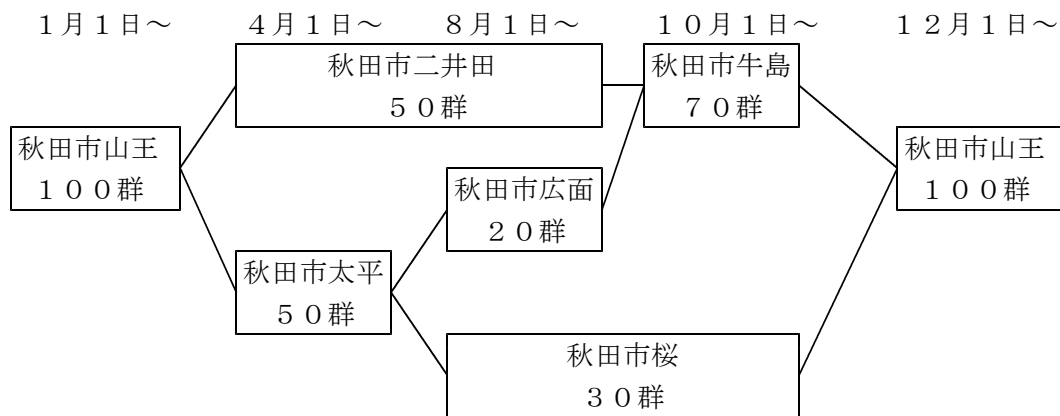 １月１日～ ４月１日～ ８月１日～ １０月１日～ １２月１日～
秋田市二井田
５０群
秋田市牛島
７０群
秋田市山王
１００群
秋田市山王
１００群
秋田市広面
２０群
秋田市太平
５０群
秋田市桜
３０群